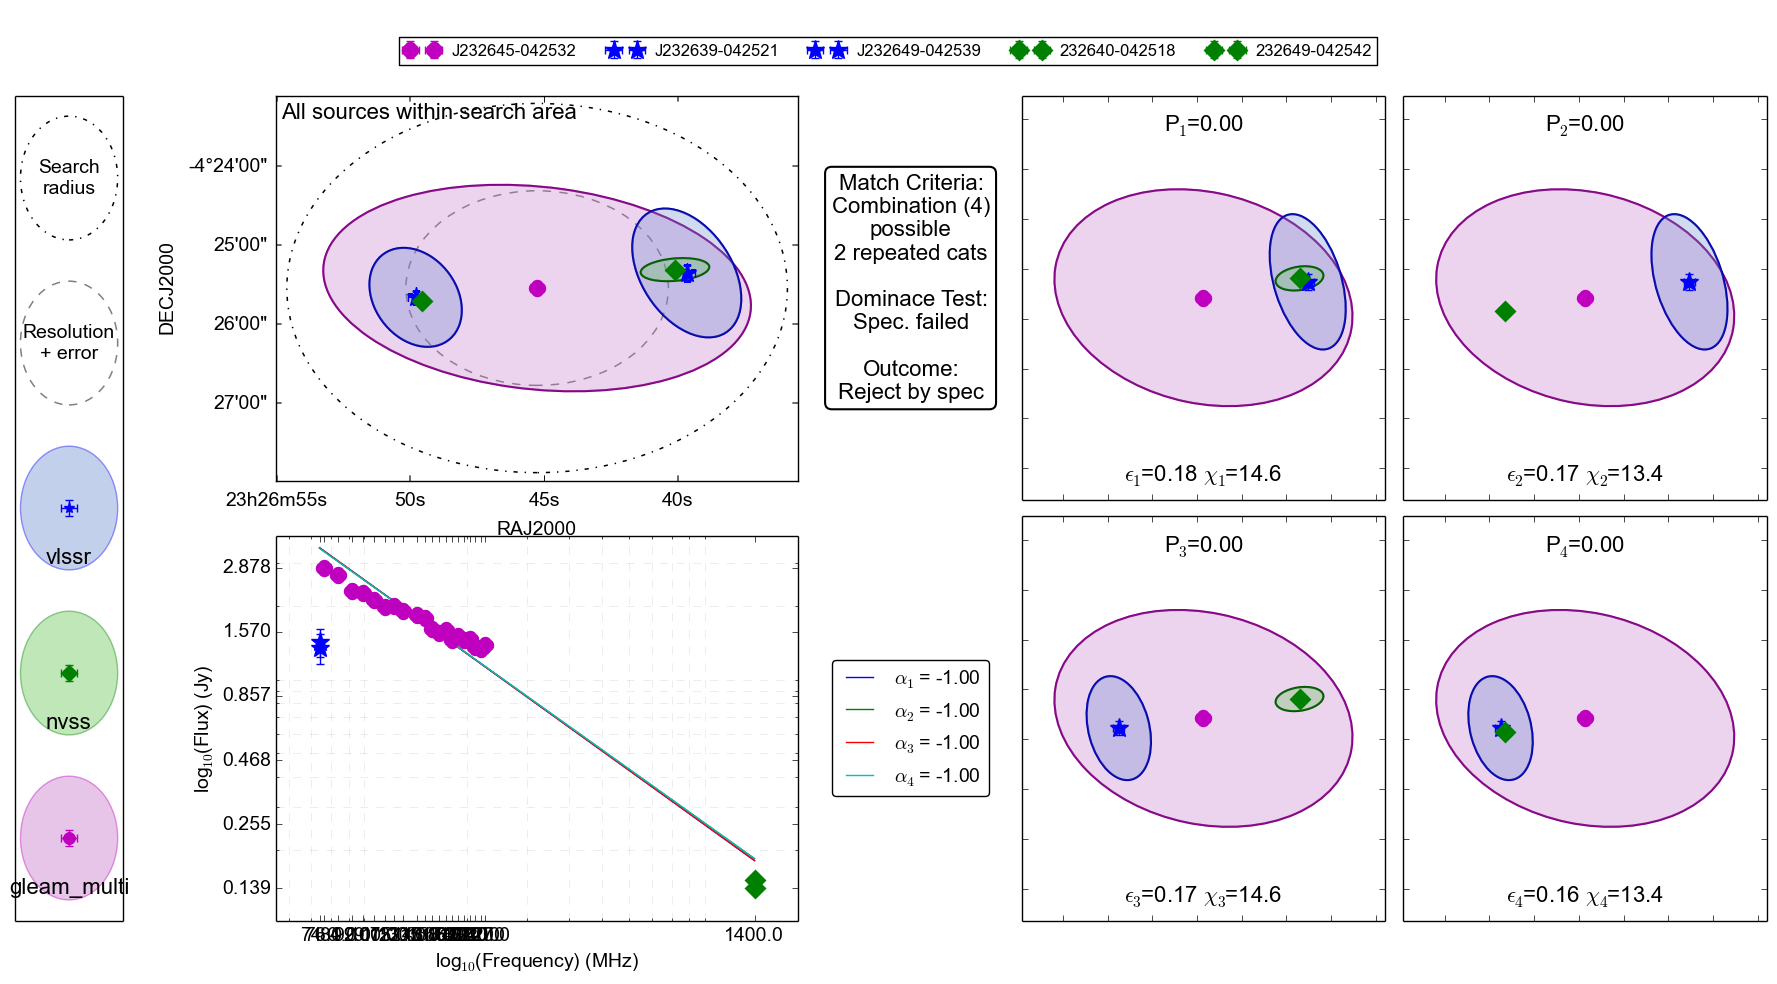 J232645-042532 J232639-042521 J232649-042539 232640-042518 232649-042542
Search
radius
Resolution
+ error
vlssr
nvss
gleam_multi
All sources within search area
DECJ2000
-4°24'00"
25'00"
26'00"
27'00"
23h26m55s 50s 45s 40s
RAJ2000
log10(Flux) (Jy)
2.878
1.570
0.857
0.468
0.255
0.139
1400.0
log10(Frequency) (MHz)
Match Criteria:
Combination (4)
possible
2 repeated cats
Dominace Test:
Spec. failed
Outcome:
Reject by spec
α1 = -1.00
α2 = -1.00
α3 = -1.00
α4 = -1.00
P1=0.00
ϵ1=0.18 χ1=14.6
P2=0.00
ϵ2=0.17 χ2=13.4
P3=0.00
ϵ3=0.17 χ3=14.6
P4=0.00
ϵ4=0.16 χ4=13.4